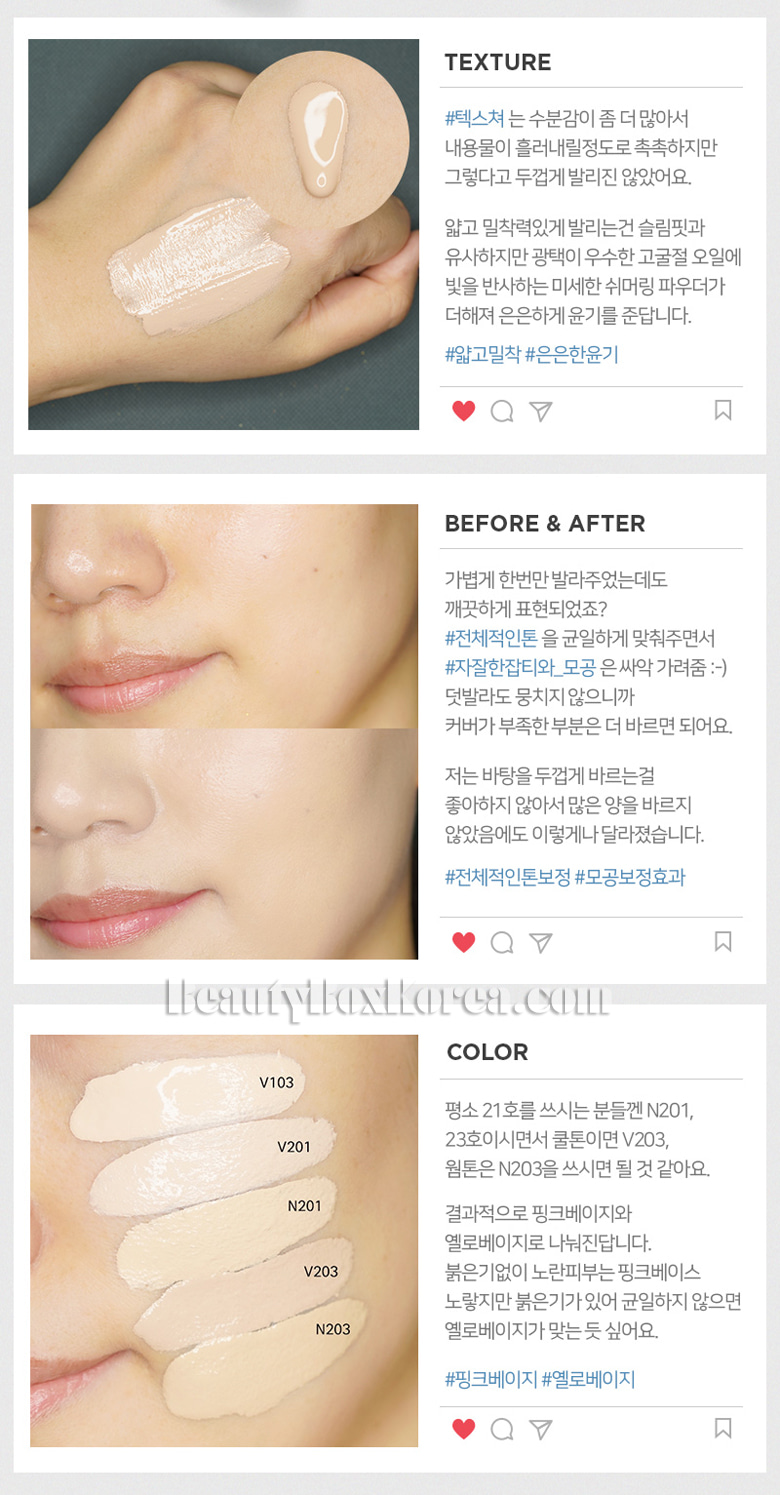 TEXTURE
#텍스쳐 는 수분감이 좀 더 많아서
내용물이 흘러내릴정도로 촉촉하지만
그렇다고 두껍게 발리진 않았어요.
얇고 밀착력있게 발리는건 슬림핏과
유사하지만 광택이 우수한 고굴절 오일에
빛을 반사하는 미세한 쉬머링 파우더가
더해져 은은하게 윤기를 준답니다.
#얇고밀착 #은은한윤기
BEFORE & AFTER
가볍게 한번만 발라주었는데도
깨끗하게 표현되었죠?
#전체적인톤 을 균일하게 맞춰주면서
#자잘한잡티와_모공 은 싸악 가려줌 :-)
덧발라도 뭉치지 않으니까
커버가 부족한 부분은 더 바르면 되어요.
저는 바탕을 두껍게 바르는걸
좋아하지 않아서 많은 양을 바르지
않았음에도 이렇게나 달라졌습니다.
#전체적인톤보정 #모공보정효과
BeautyBoxKorea.com
COLOR
V103
V201
N201
V203
N203
평소 21호를 쓰시는 분들껜 N201,
23호이시면서 쿨톤이면 V203,
웜톤은 N203을 쓰시면 될 것 같아요.
결과적으로 핑크베이지와
옐로베이지로 나눠진답니다.
붉은기없이 노란피부는 핑크베이스
노랗지만 붉은기가 있어 균일하지 않으면
옐로베이지가 맞는 듯 싶어요.
#핑크베이지 #옐로베이지